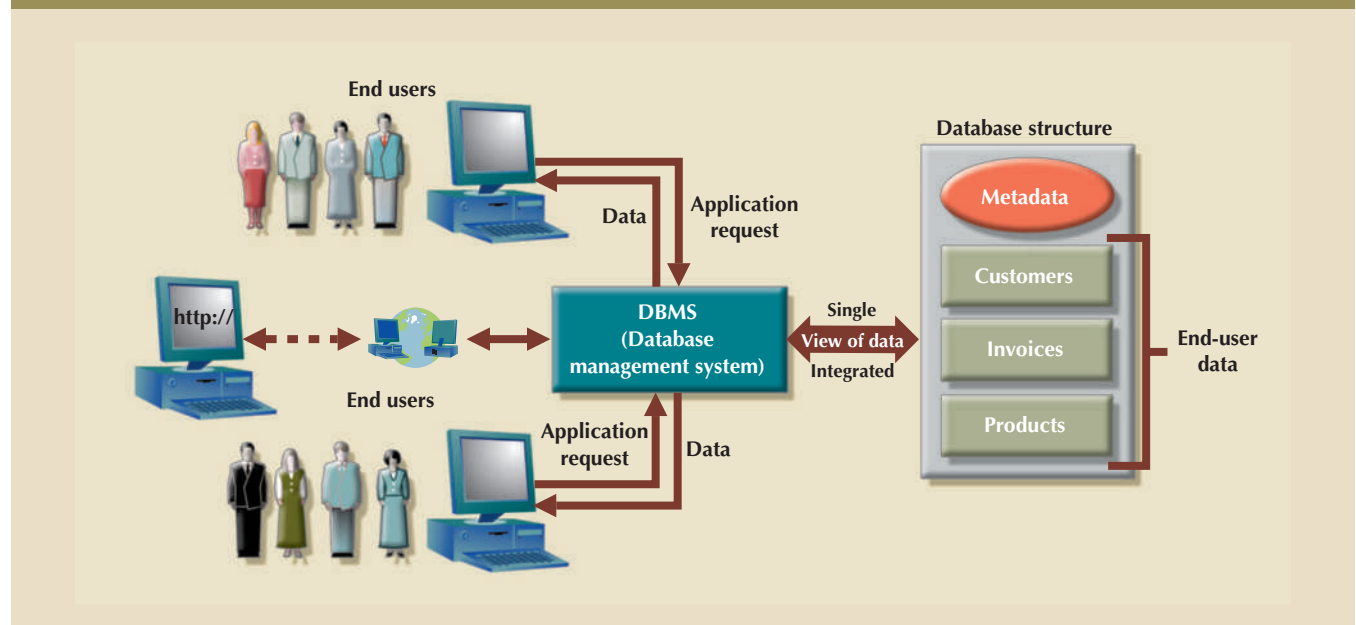 End users
Data
Application
request
http://
DBMS
(Database
management system)
Single
View of data
Integrated
Database structure
Metadata
Customers
Invoices
Products
End-user
data
End users
Application
request
Data